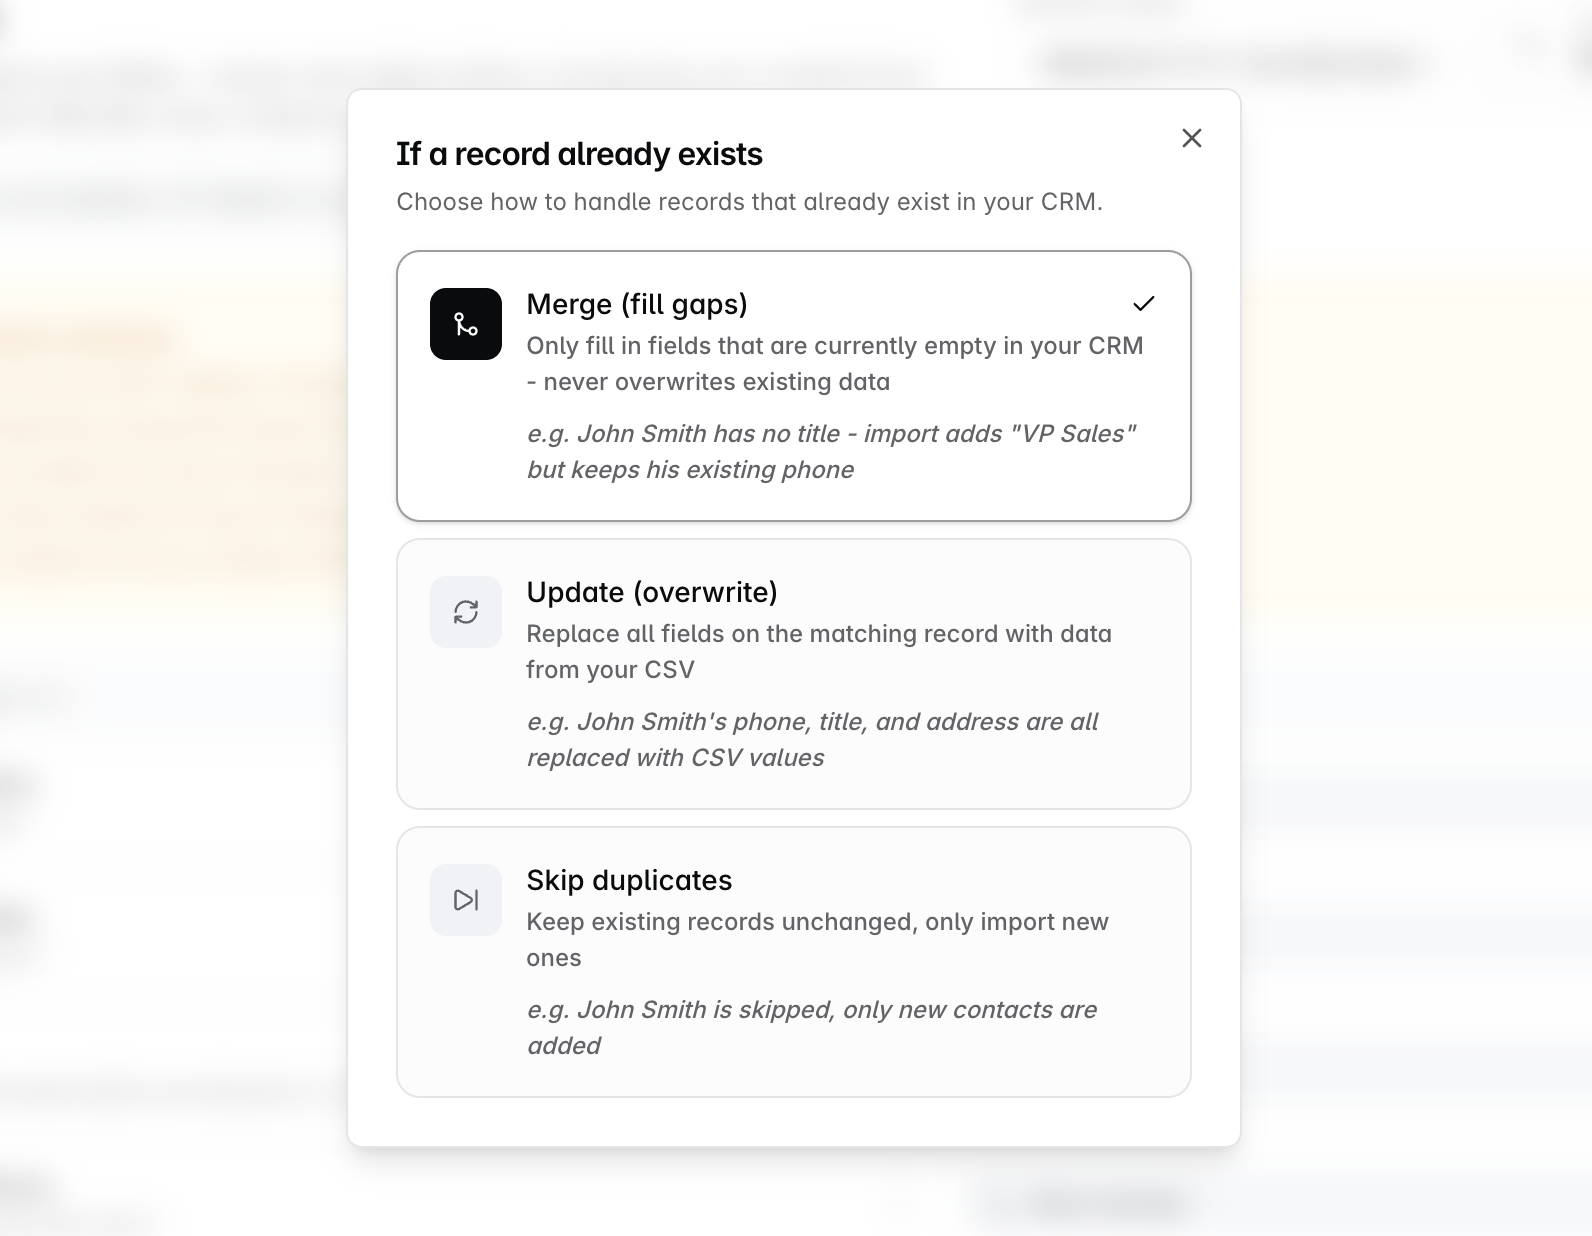 If a record already exists
Choose how to handle records that already exist in your CRM.
Merge (fill gaps)
Only fill in fields that are currently empty in your CRM
- never overwrites existing data
e.g. John Smith has no title - import adds "VP Sales"
but keeps his existing phone
Update (overwrite)
Replace all fields on the matching record with data
from your CSV
e.g. John Smith's phone, title, and address are all
replaced with CSV values
Skip duplicates
Keep existing records unchanged, only import new
ones
e.g. John Smith is skipped, only new contacts are
added